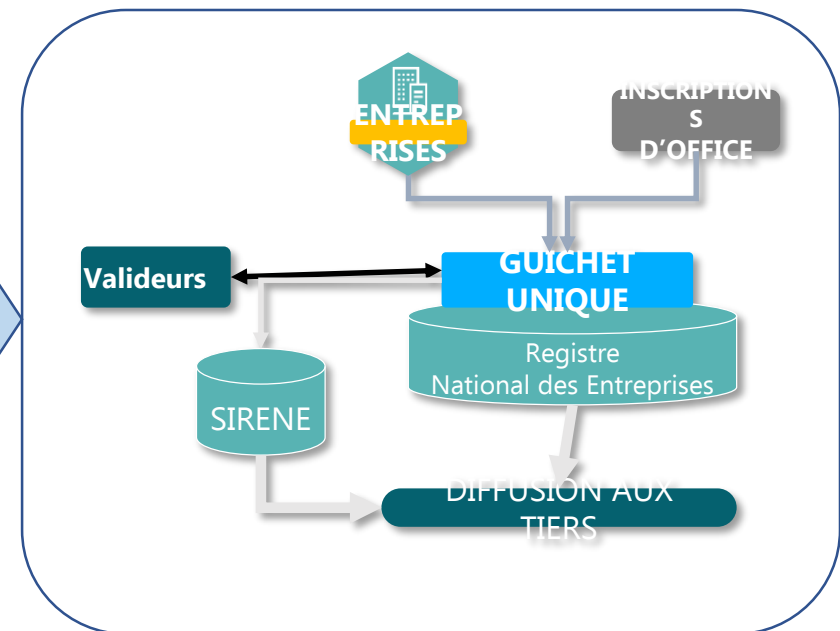 ENTREP
RISES
INSCRIPTION
S
D’OFFICE
Valideurs
GUICHET
UNIQUE
Registre
National des Entreprises
SIRENE
DIFFUSION AUX
TIERS